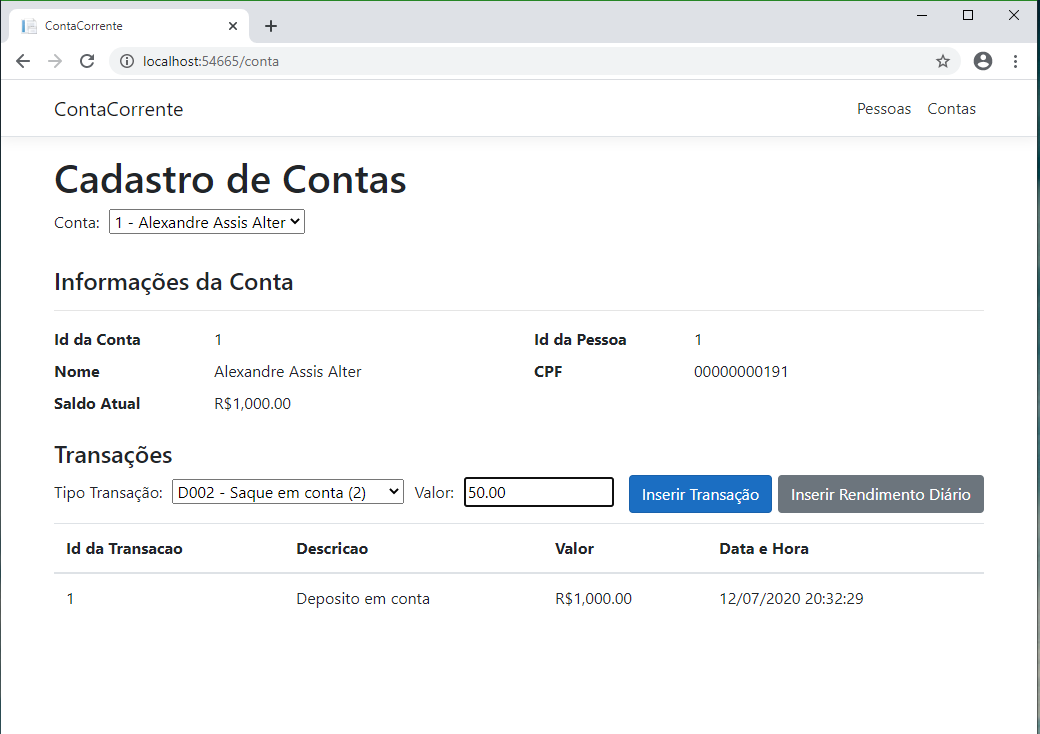 ContaCorrente
localhost:54665/conta
ContaCorrente Pessoas Contas
Cadastro de Contas
Conta: 1 - Alexandre Assis Alter
Informações da Conta
Id da Conta 1 Id da Pessoa 1
Nome Alexandre Assis Alter CPF 00000000191
Saldo Atual R$1,000.00
Transações
Tipo Transação: D002 - Saque em conta (2) Valor: 50.00 Inserir Transação Inserir Rendimento Diário
Id da Transacao Descricao Valor Data e Hora
1 Deposito em conta R$1,000.00 12/07/2020 20:32:29